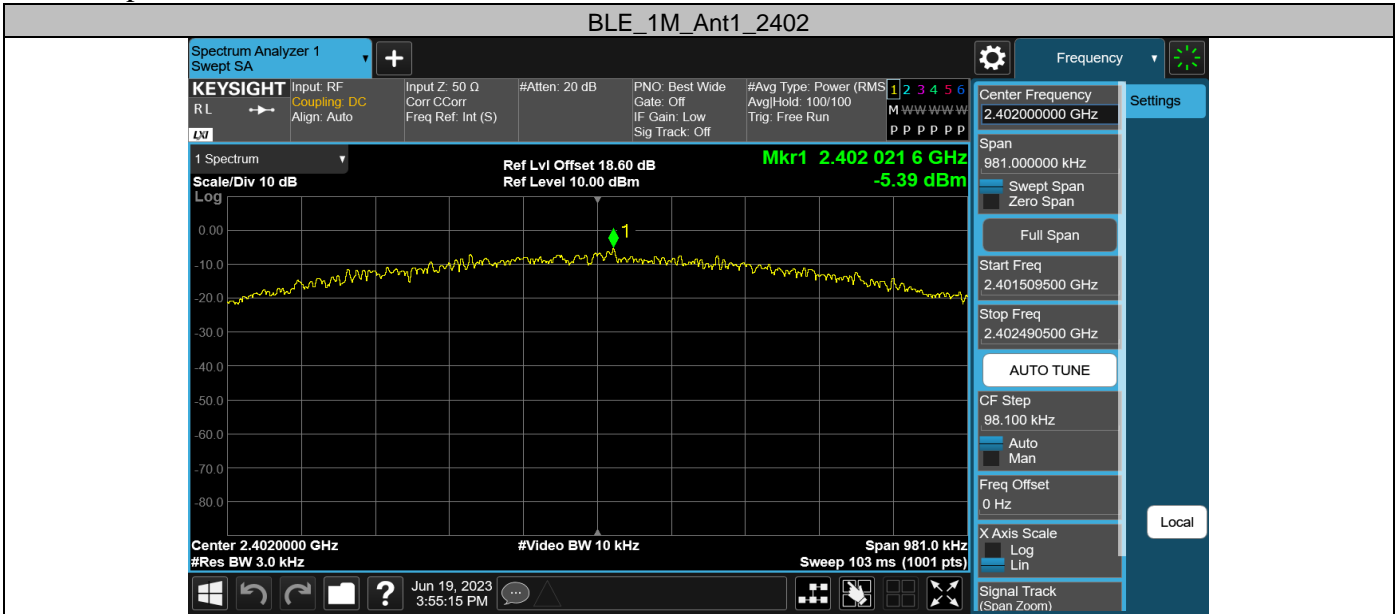 BLE_1M_Ant1_2402
Spectrum Analyzer 1
Swept SA
+
Frequency
KEYSIGHT
RL
LXI
Input: RF
Coupling: DC
Align: Auto
Input Z: 50 Ω
Corr CCorr
Freq Ref: Int (S)
#Atten: 20 dB
PNO: Best Wide
Gate: Off
IF Gain: Low
Sig Track: Off
#Avg Type: Power (RMS
Avg|Hold: 100/100
Trig: Free Run
1 2 3 4 5 6
M W W W W W
P P P P P P
1 Spectrum
Scale/Div 10 dB
Log
Ref Lvl Offset 18.60 dB
Ref Level 10.00 dBm
Mkr1 2.402 021 6 GHz
-5.39 dBm
1
0.00
-10.0
-20.0
-30.0
-40.0
-50.0
-60.0
-70.0
-80.0
Center 2.4020000 GHz
#Video BW 10 kHz
Span 981.0 kHz
#Res BW 3.0 kHz
Sweep 103 ms (1001 pts)
?
Jun 19, 2023
3:55:15 PM
Center Frequency
2.402000000 GHz
Settings
Span
981.000000 kHz
Swept Span
Zero Span
Full Span
Start Freq
2.401509500 GHz
Stop Freq
2.402490500 GHz
AUTO TUNE
CF Step
98.100 kHz
Auto
Man
Freq Offset
0 Hz
X Axis Scale
Log
Lin
Local
Signal Track
(Span Zoom)